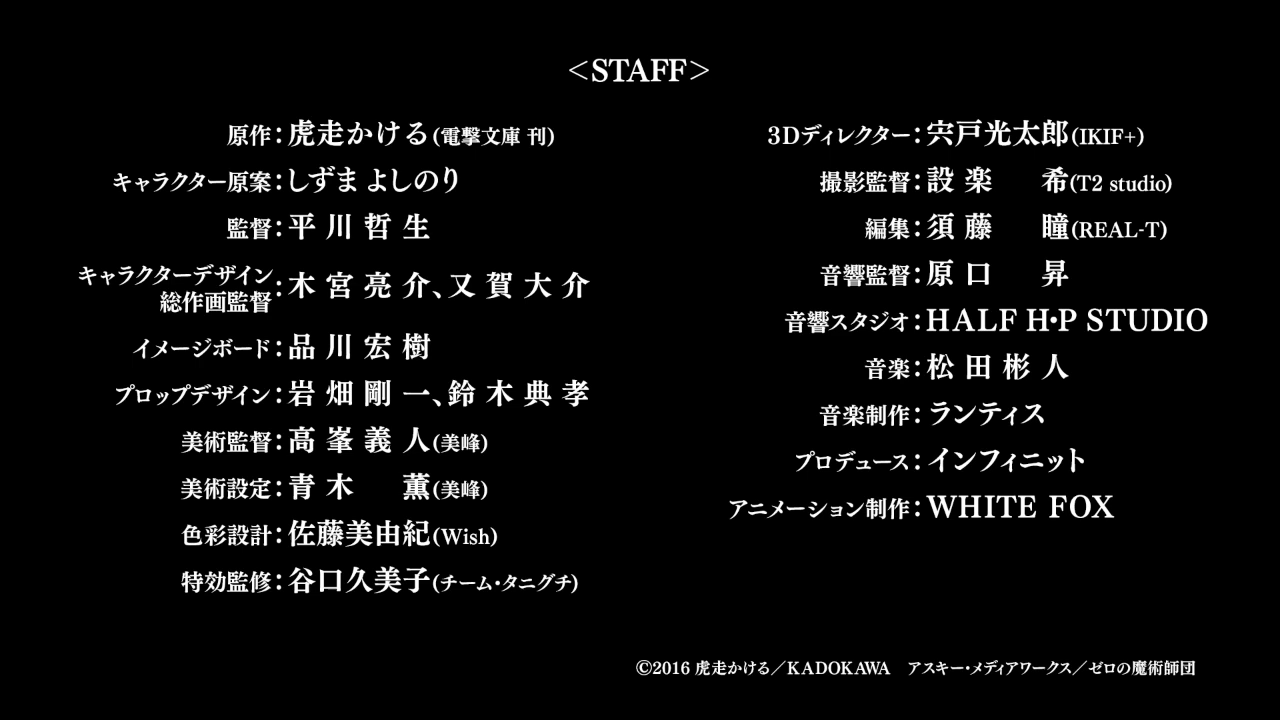 <STAFF>
原作:虎走かける(電撃文庫 刊)
キャラクター原案:しずま よしのり
監督:平川哲生
キャラクターデザイン
総作画監督:木宮亮介、又賀大介
イメージボード:品川宏樹
プロップデザイン:岩畑剛一、鈴木典孝
美術監督:高峯義人(美峰)
美術設定:青木 薫(美峰)
色彩設計:佐藤美由紀(Wish)
特効監修:谷口久美子(チーム・タニグチ)
3Dディレクター:宍戸光太郎(IKIF+)
撮影監督:設楽 希(T2 studio)
編集:須藤 瞳(REAL-T)
音響監督:原口 昇
音響スタジオ:HALF H・P STUDIO
音楽:松田彬人
音楽制作:ランティス
プロデュース:インフィニット
アニメーション制作:WHITE FOX
©2016 虎走かける/KADOKAWA アスキー・メディアワークス/ゼロの魔術師団